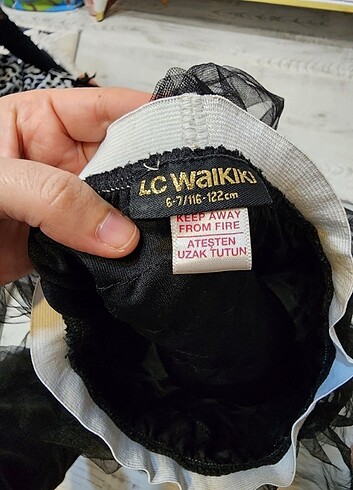 LC WaiKiKi
6-7/116-122cm
KEEP AWAY
FROM FIRE
ATEŞTEN
UZAK TUTUN